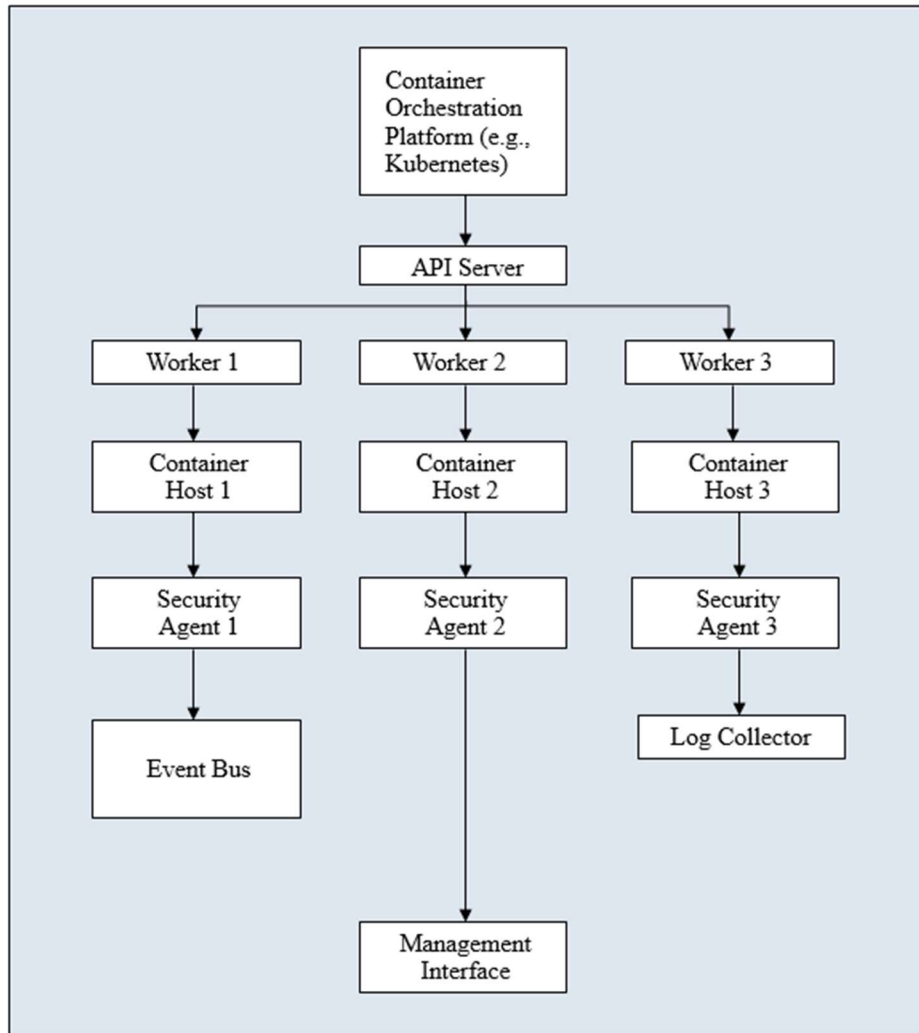 Container
Orchestration
Platform (e.g.,
Kubernetes)
API Server
Worker 1
Worker 2
Worker 3
Container
Host 1
Container
Host 2
Container
Host 3
Security
Agent 1
Security
Agent 2
Security
Agent 3
Event Bus
Log Collector
Management
Interface